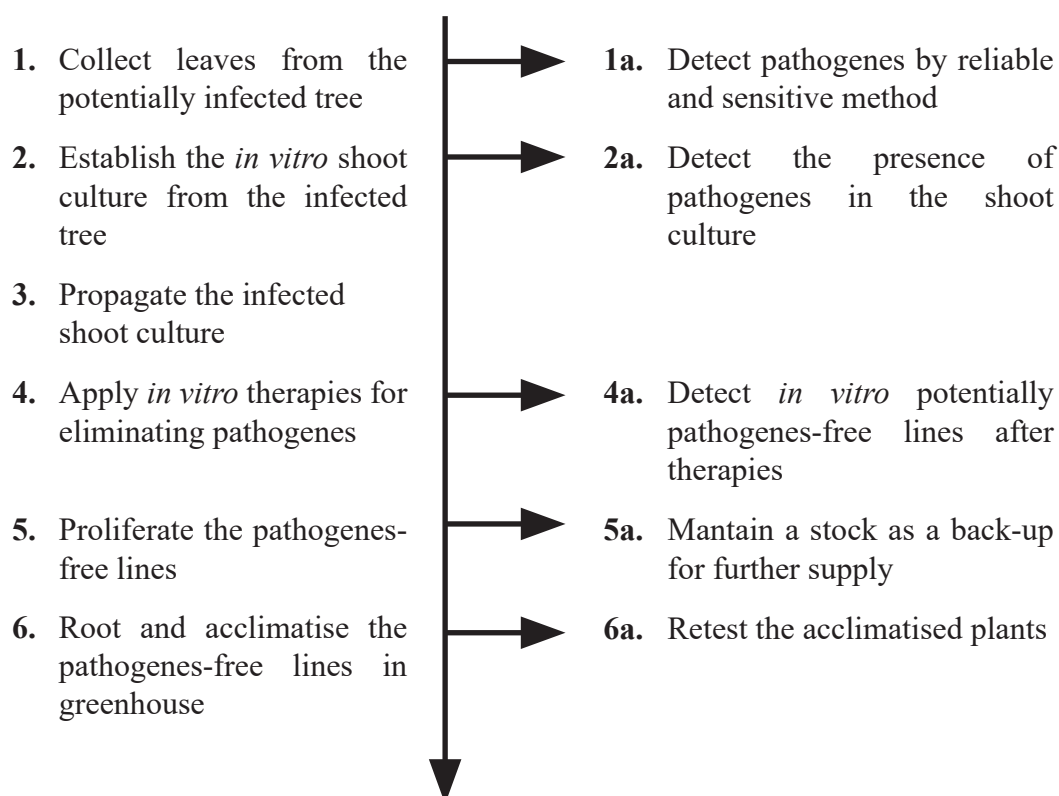 1. Collect leaves from the
potentially infected tree
1a. Detect pathogenes by reliable
and sensitive method
2. Establish the in vitro shoot
culture from the infected
tree
2a. Detect the presence of
pathogenes in the shoot
culture
3. Propagate the infected
shoot culture
4. Apply in vitro therapies for
eliminating pathogenes
4a. Detect in vitro potentially
pathogenes-free lines after
therapies
5. Proliferate the pathogenes-
free lines
5a. Mantain a stock as a back-up
for further supply
6. Root and acclimatise the
pathogenes-free lines in
greenhouse
6a. Retest the acclimatised plants